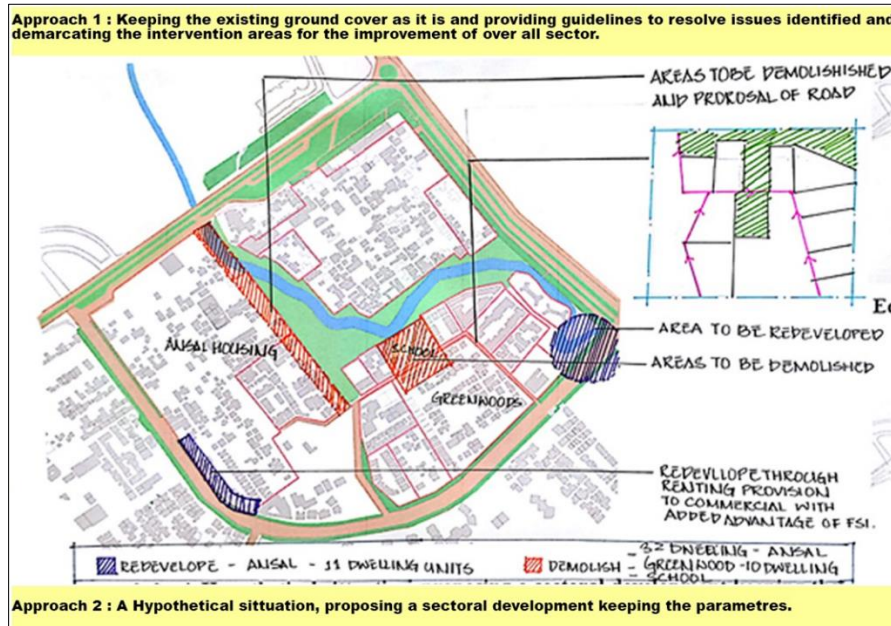 Approach 1 : Keeping the existing ground cover as it is and providing guidelines to resolve issues identified and
demarcating the intervention areas for the improvement of over all sector.
AREAS TOBE DEMOLISHISHED
AND PROROSAL OF ROAD
AREA TO BE REDEVELOPED
AREAS TO BE DEMOLISHED
ANSAL HOUSING
SCHOOL
GREENWOODS
REDEVLLOPE THROUGH
RENTING PROVISION
TO COMMERCIAL WITH
ADDED ADVANTAGE OF FSI.
REDEVELOPE - ANSAL - 11 DWELLING UNITS
DEMOLISH - 32 DWELLING - ANSAL
- GREENWOOD - 10 DWELLING
- SCHOOL
Approach 2 : A Hypothetical sittuation, proposing a sectoral development keeping the parametres.